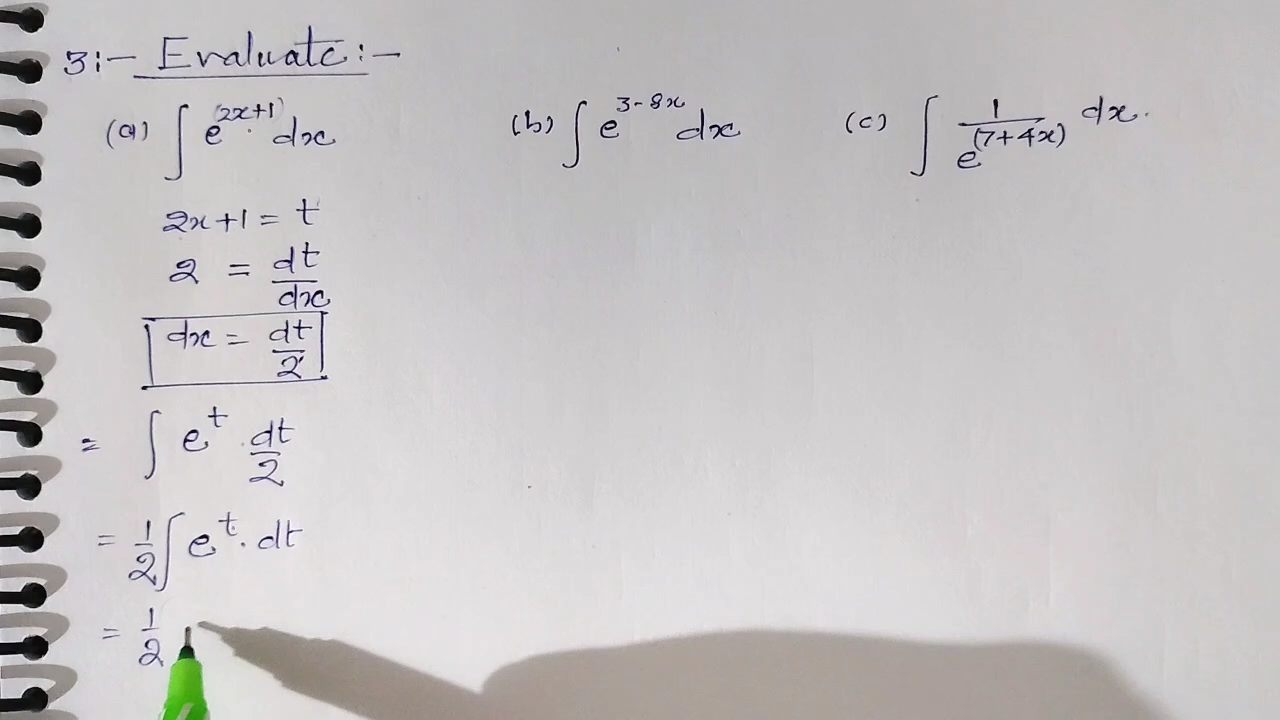 3:- Evaluate:-
(a) ∫ e^(2x+1) dx (b) ∫ e^3-8x dx (c) ∫ 1/e^(7+4x) dx.
2x+1 = t
2 = dt/dx
dx = dt/2
= ∫ e^t . dt/2
= 1/2 ∫ e^t . dt
= 1/2